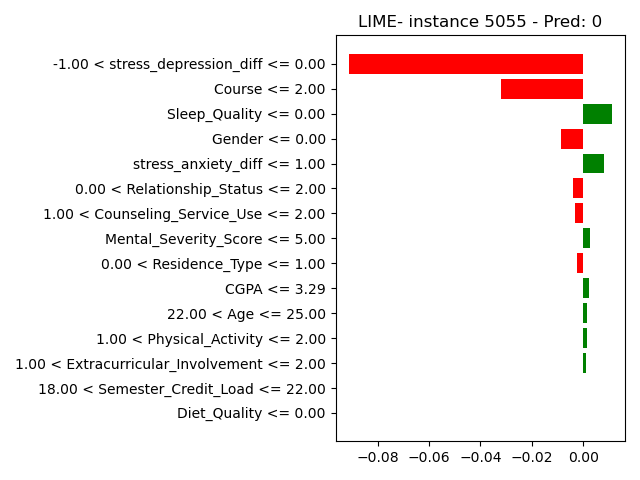 LIME- instance 5055 - Pred: 0
-1.00 < stress_depression_diff <= 0.00
Course <= 2.00
Sleep_Quality <= 0.00
Gender <= 0.00
stress_anxiety_diff <= 1.00
0.00 < Relationship_Status <= 2.00
1.00 < Counseling_Service_Use <= 2.00
Mental_Severity_Score <= 5.00
0.00 < Residence_Type <= 1.00
CGPA <= 3.29
22.00 < Age <= 25.00
1.00 < Physical_Activity <= 2.00
1.00 < Extracurricular_Involvement <= 2.00
18.00 < Semester_Credit_Load <= 22.00
Diet_Quality <= 0.00
−0.08 −0.06 −0.04 −0.02 0.00